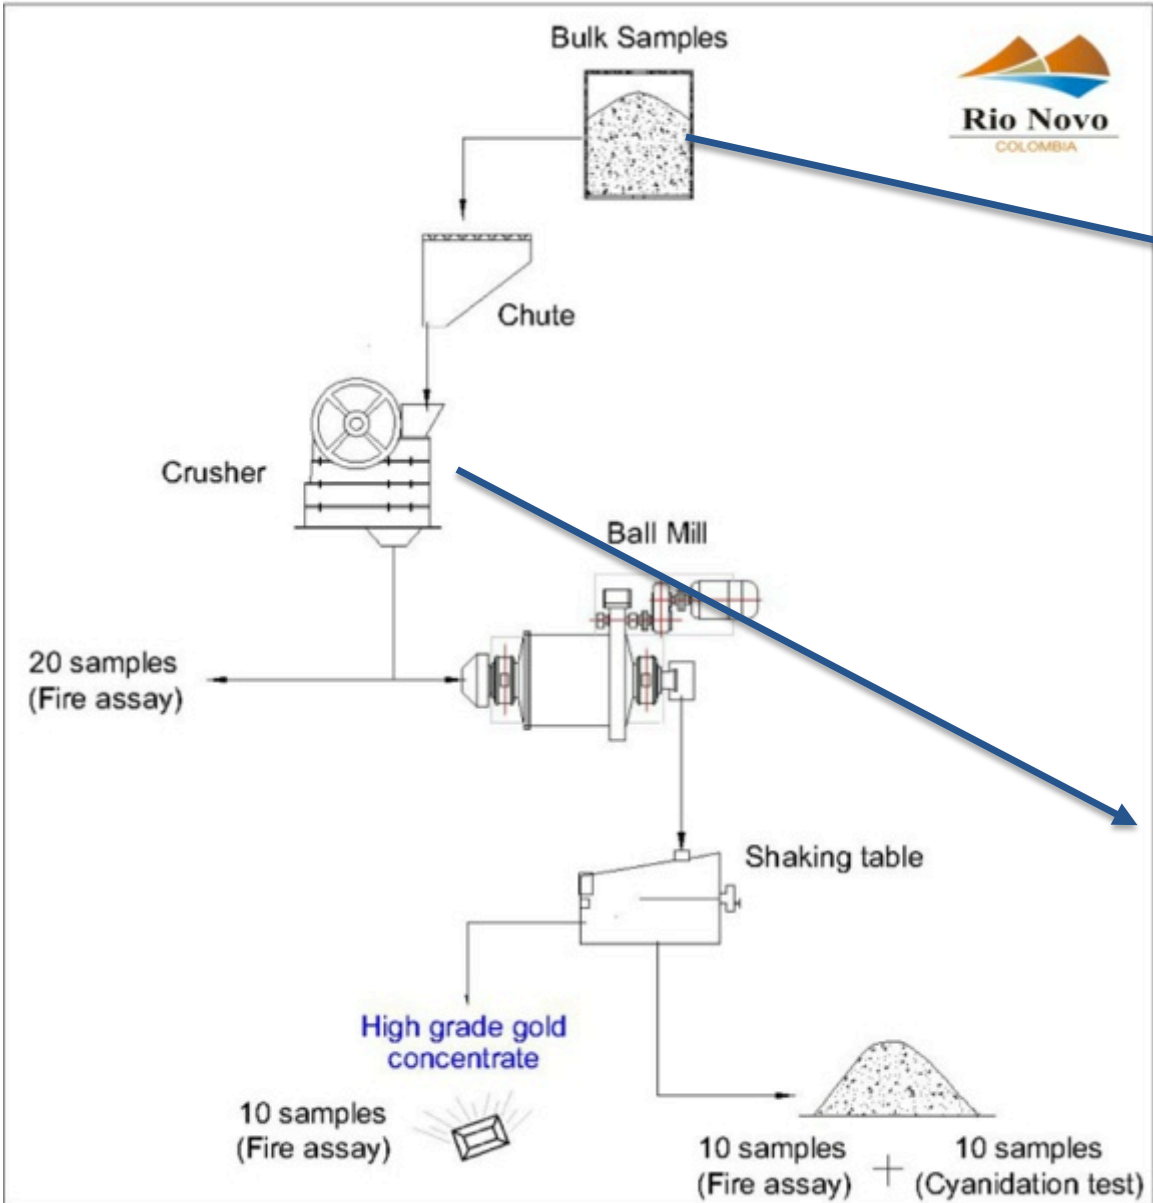 Bulk Samples
Rio Novo
COLOMBIA
Chute
Crusher
Ball Mill
20 samples
(Fire assay)
Shaking table
High grade gold
concentrate
10 samples
(Fire assay)
10 samples
(Fire assay)
+
10 samples
(Cyanidation test)